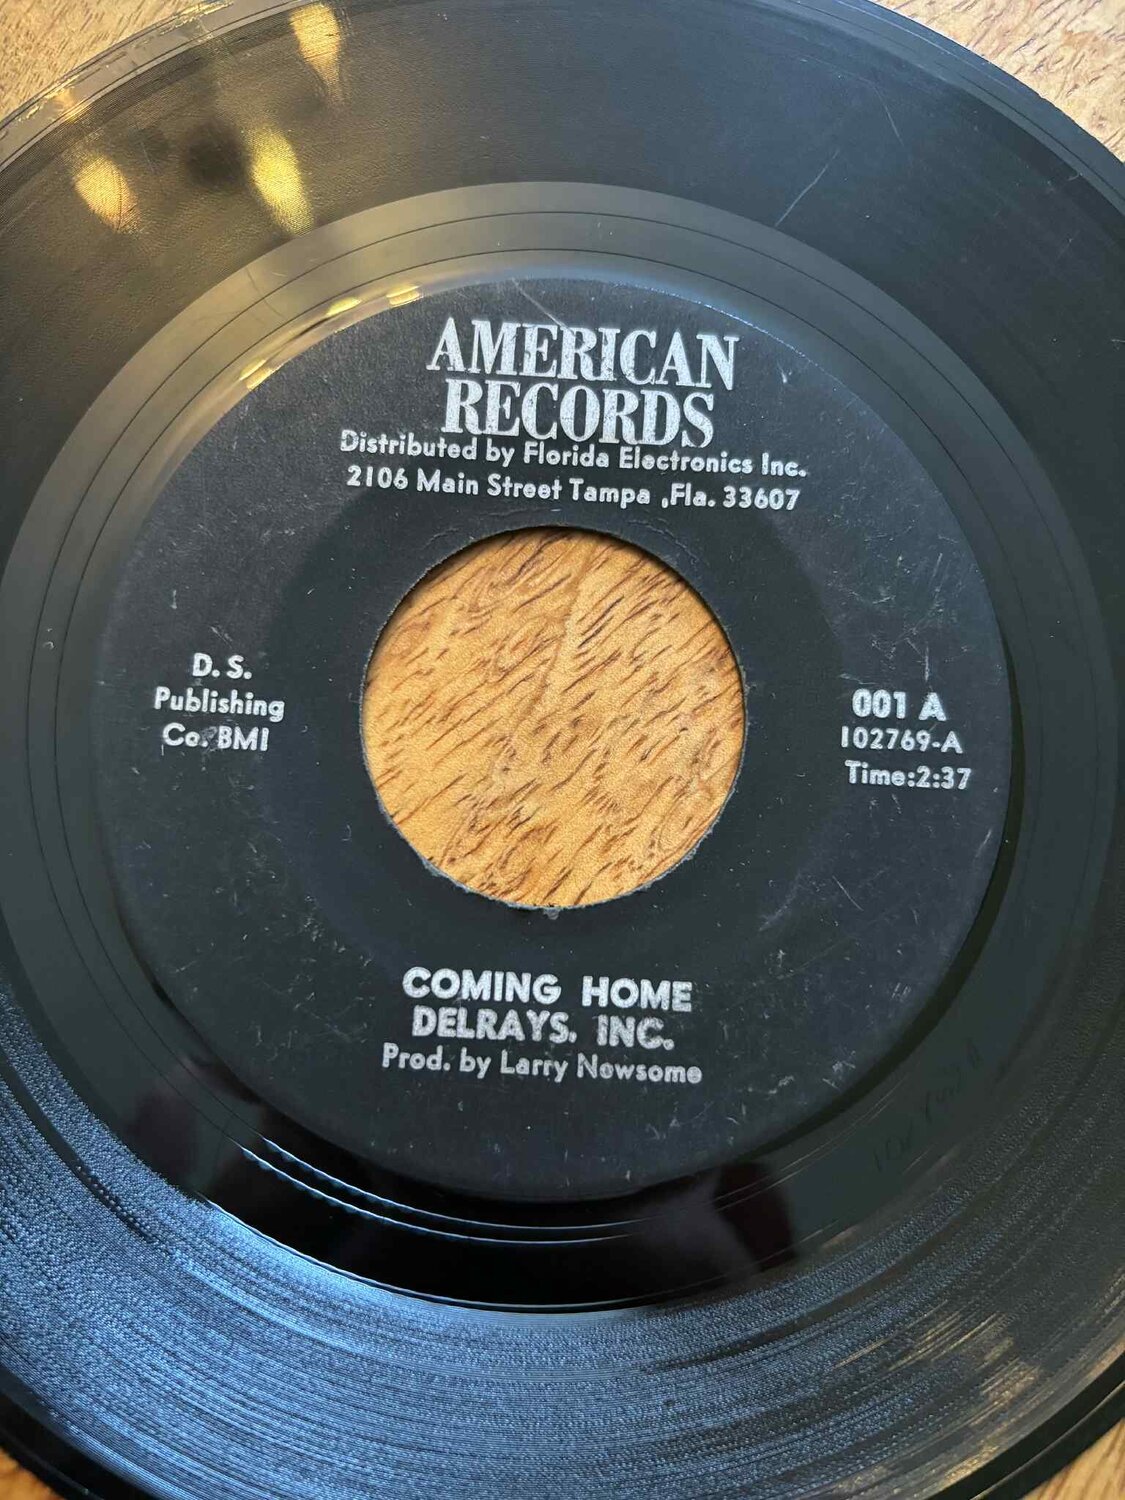 AMERICAN
RECORDS
Distributed by Florida Electronics Inc.
2106 Main Street Tampa ,Fla. 33607
D. S.
Publishing
Co. BMI
001 A
102769-A
Time:2:37
COMING HOME
DELRAYS, INC.
Prod. by Larry Newsome